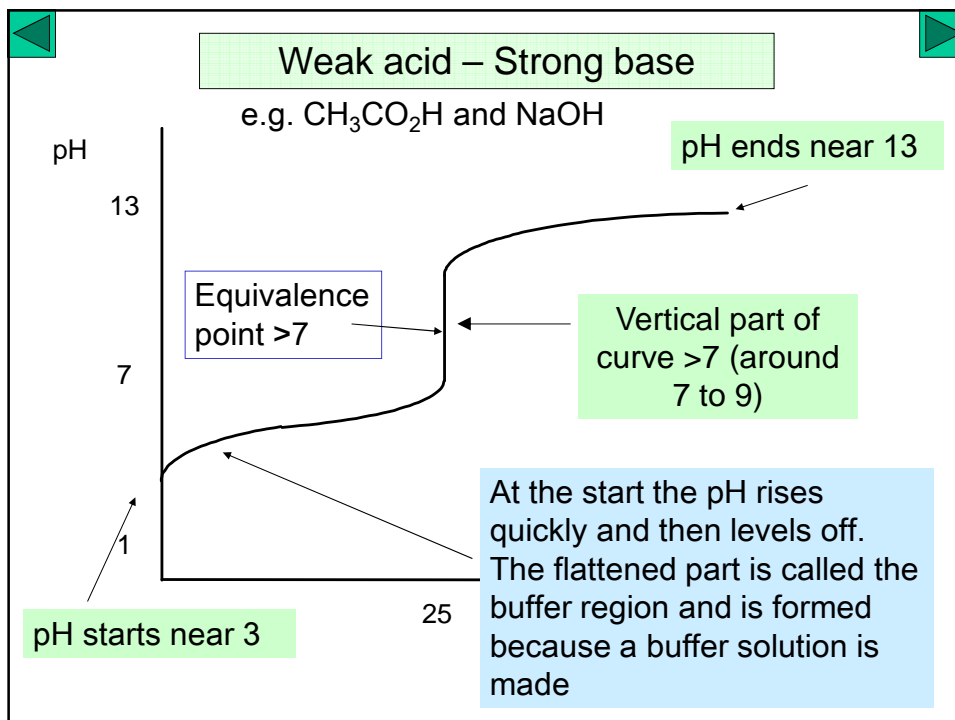 Weak acid – Strong base
e.g. CH₃CO₂H and NaOH
pH
pH ends near 13
13
Equivalence
point >7
Vertical part of
curve >7 (around
7 to 9)
7
At the start the pH rises
quickly and then levels off.
The flattened part is called the
buffer region and is formed
because a buffer solution is
made
1
25
pH starts near 3